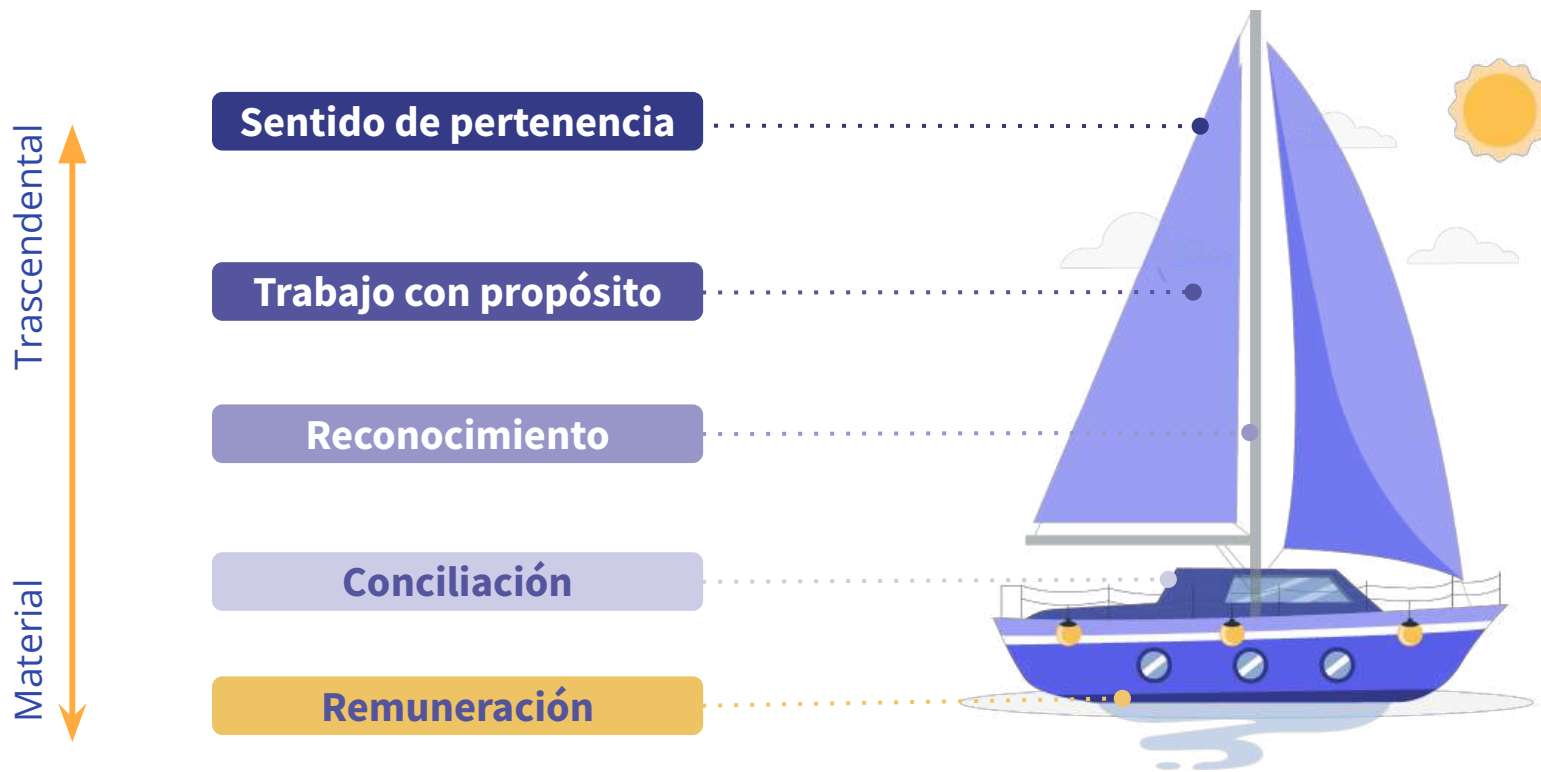 Trascendental
Material
Sentido de pertenencia
Trabajo con propósito
Reconocimiento
Conciliación
Remuneración